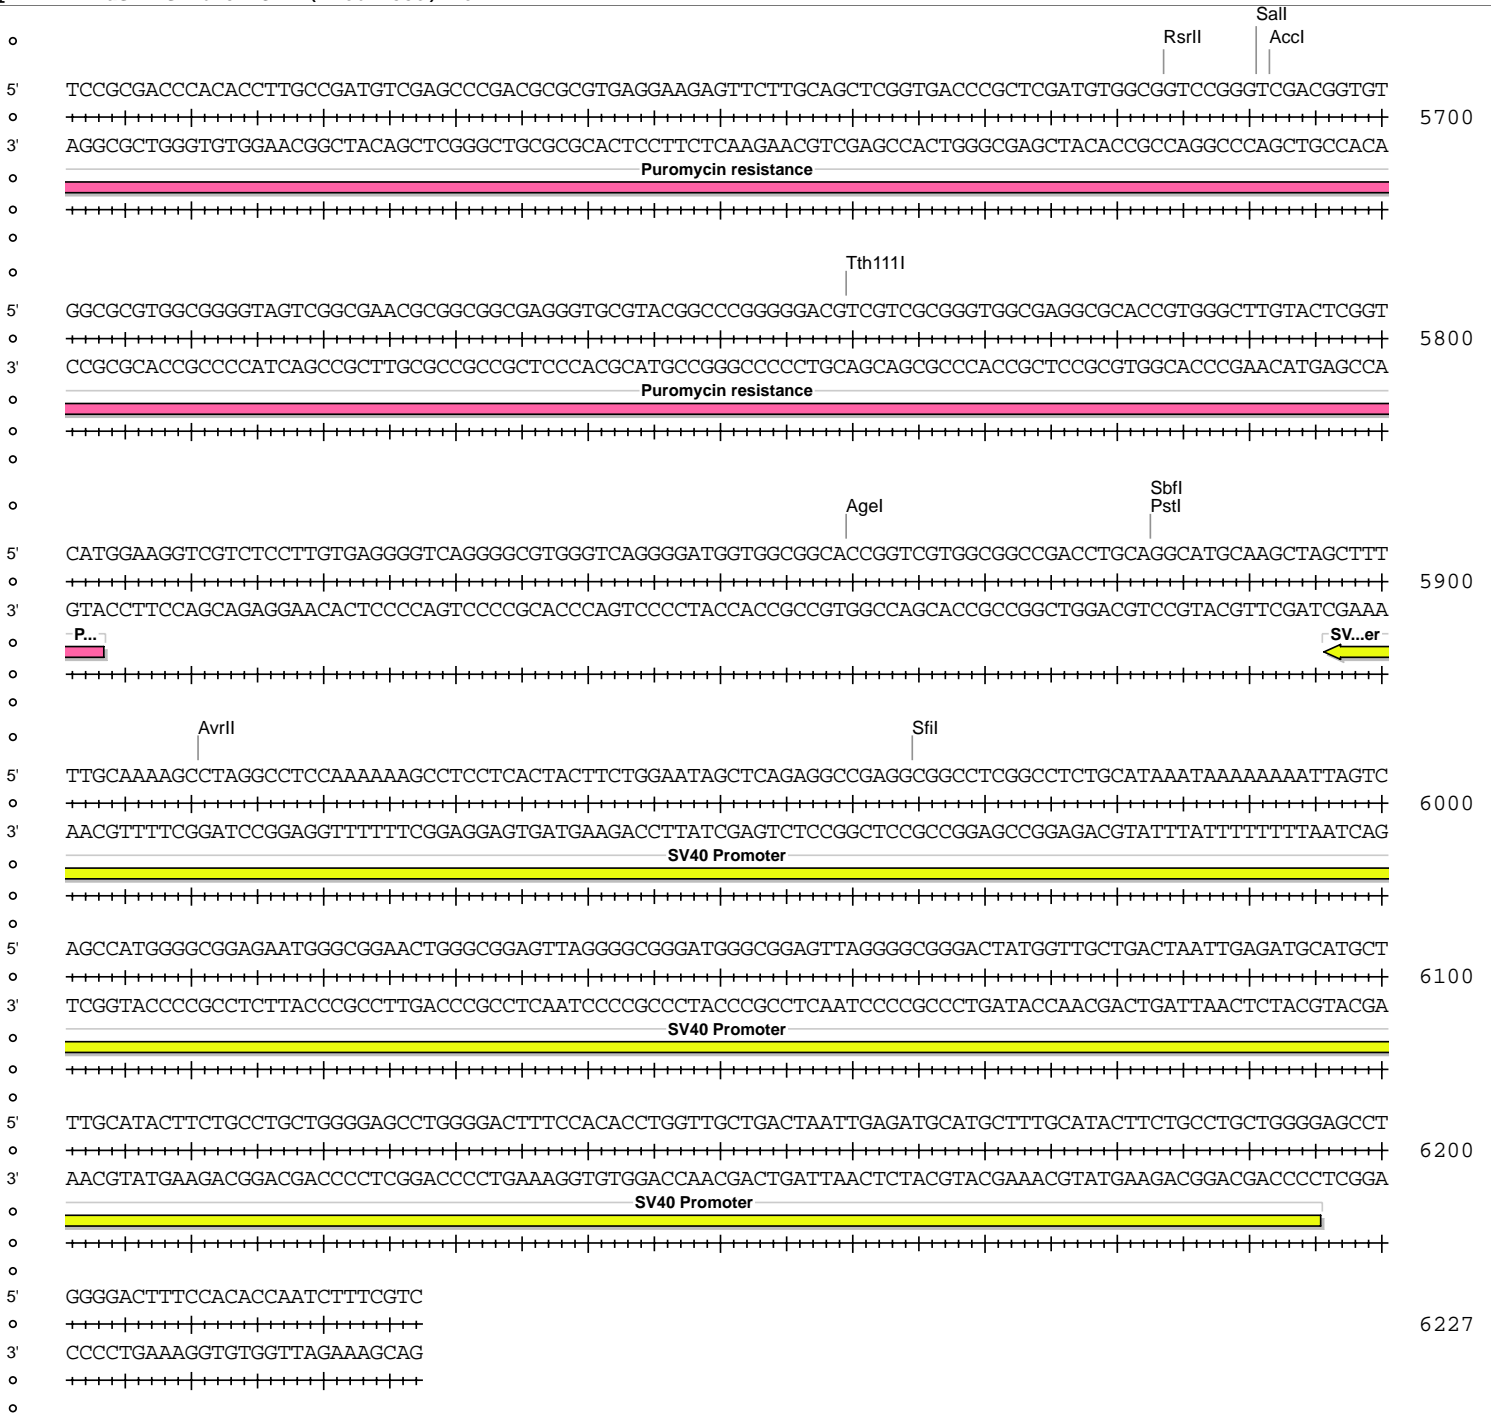 SalI
RsrII AccI
5' TCCGCGACCCACACCTTGCCGATGTCGAGCCCGACGCGCGTGAGGAAGAGTTCTTGCAGCTCGGTGACCCGCTCGATGTGGCGGTCCGGGTCGACGGTGT
5700
3' AGGCGCTGGGTGTGGAACGGCTACAGCTCGGGCTGCGCGCACTCCTTCTCAAGAACGTCGAGCCACTGGGCGAGCTACACCGCCAGGCCCAGCTGCCACA
Puromycin resistance
Tth111I
5' GGCGCGTGGCGGGGTAGTCGGCGAACGCGGCGGCGAGGGTGCGTACGGCCCGGGGGACGTCGTCGCGGGTGGCGAGGCGCACCGTGGGCTTGTACTCGGT
5800
3' CCGCGCACCGCCCCATCAGCCGCTTGCGCCGCCGCTCCCACGCATGCCGGGCCCCCTGCAGCAGCGCCCACCGCTCCGCGTGGCACCCGAACATGAGCCA
Puromycin resistance
SbfI
AgeI PstI
5' CATGGAAGGTCGTCTCCTTGTGAGGGGTCAGGGGCGTGGGTCAGGGGATGGTGGCGGCACCGGTCGTGGCGGCCGACCTGCAGGCATGCAAGCTAGCTTT
5900
3' GTACCTTCCAGCAGAGGAACACTCCCCAGTCCCCGCACCCAGTCCCCTACCACCGCCGTGGCCAGCACCGCCGGCTGGACGTCCGTACGTTCGATCGAAA
P... SV...er
AvrII SfiI
5' TTGCAAAAGCCTAGGCCTCCAAAAAAGCCTCCTCACTACTTCTGGAATAGCTCAGAGGCCGAGGCGGCCTCGGCCTCTGCATAAATAAAAAAAATTAGTC
6000
3' AACGTTTTCGGATCCGGAGGTTTTTTCGGAGGAGTGATGAAGACCTTATCGAGTCTCCGGCTCCGCCGGAGCCGGAGACGTATTTATTTTTTTTAATCAG
SV40 Promoter
5' AGCCATGGGGCGGAGAATGGGCGGAACTGGGCGGAGTTAGGGGCGGGATGGGCGGAGTTAGGGGCGGGACTATGGTTGCTGACTAATTGAGATGCATGCT
6100
3' TCGGTACCCCGCCTCTTACCCGCCTTGACCCGCCTCAATCCCCGCCCTACCCGCCTCAATCCCCGCCCTGATACCAACGACTGATTAACTCTACGTACGA
SV40 Promoter
5' TTGCATACTTCTGCCTGCTGGGGAGCCTGGGGACTTTCCACACCTGGTTGCTGACTAATTGAGATGCATGCTTTGCATACTTCTGCCTGCTGGGGAGCCT
6200
3' AACGTATGAAGACGGACGACCCCTCGGACCCCTGAAAGGTGTGGACCAACGACTGATTAACTCTACGTACGAAACGTATGAAGACGGACGACCCCTCGGA
SV40 Promoter
5' GGGGACTTTCCACACCAATCTTTCGTC
6227
3' CCCCTGAAAGGTGTGGTTAGAAAGCAG